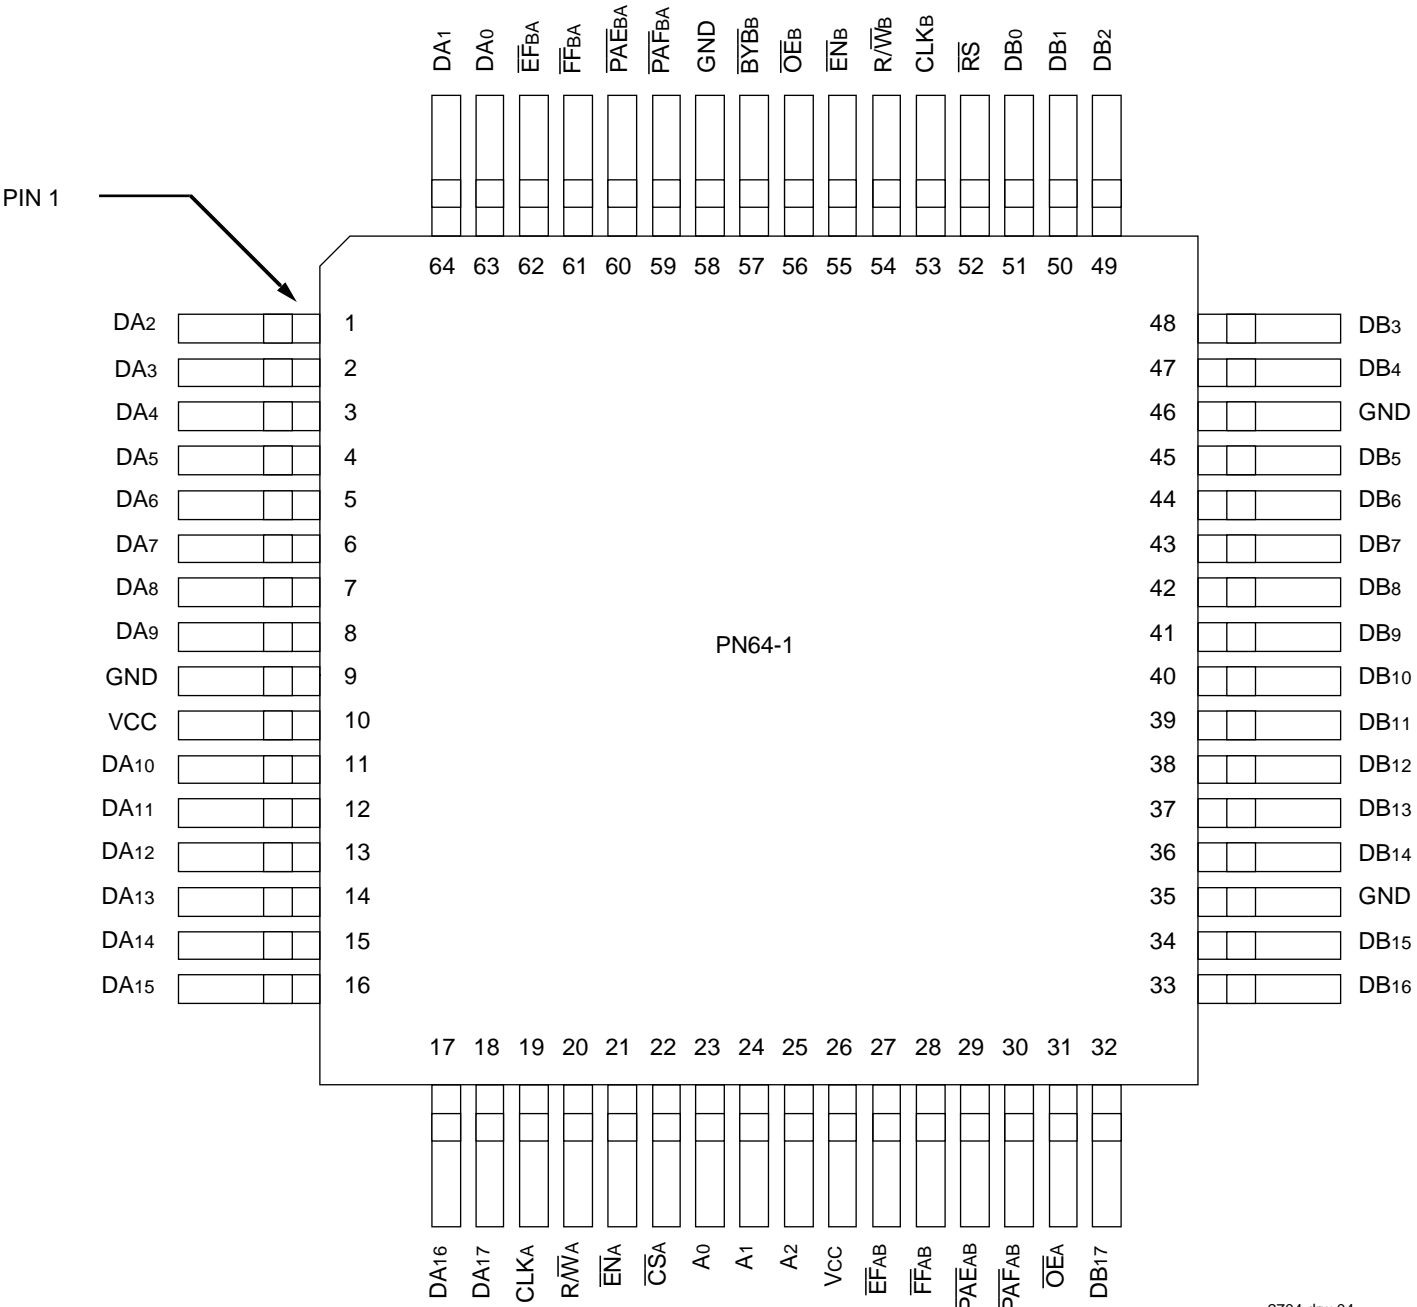 DA1 DA0 EFBA FFBA PAEBA PAFBA GND BYBB OEB ENB R/WB CLKB RS DB0 DB1 DB2
PIN 1
64 63 62 61 60 59 58 57 56 55 54 53 52 51 50 49
DA2 1 48 DB3
DA3 2 47 DB4
DA4 3 46 GND
DA5 4 45 DB5
DA6 5 44 DB6
DA7 6 43 DB7
DA8 7 42 DB8
DA9 8 41 DB9
PN64-1
GND 9 40 DB10
VCC 10 39 DB11
DA10 11 38 DB12
DA11 12 37 DB13
DA12 13 36 DB14
DA13 14 35 GND
DA14 15 34 DB15
DA15 16 33 DB16
17 18 19 20 21 22 23 24 25 26 27 28 29 30 31 32
DA16 DA17 CLKA R/WA ENA CSA A0 A1 A2 VCC EFAB FFAB PAEAB PAFAB OEA DB17